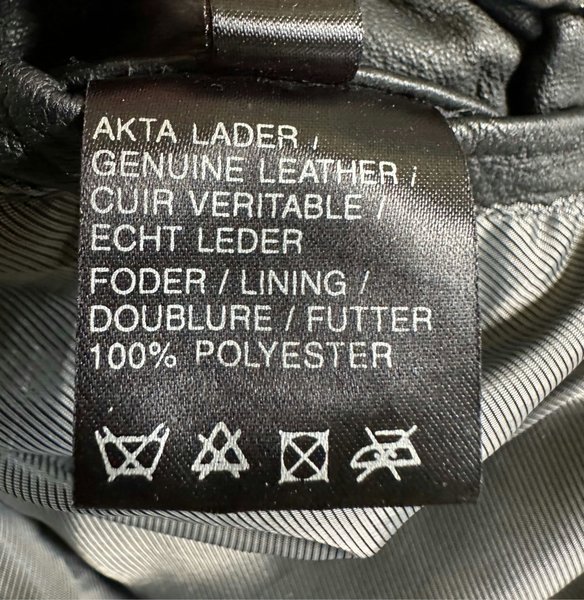 AKTA LADER /
GENUINE LEATHER /
CUIR VERITABLE /
ECHT LEDER
FODER / LINING /
DOUBLURE / FUTTER
100% POLYESTER